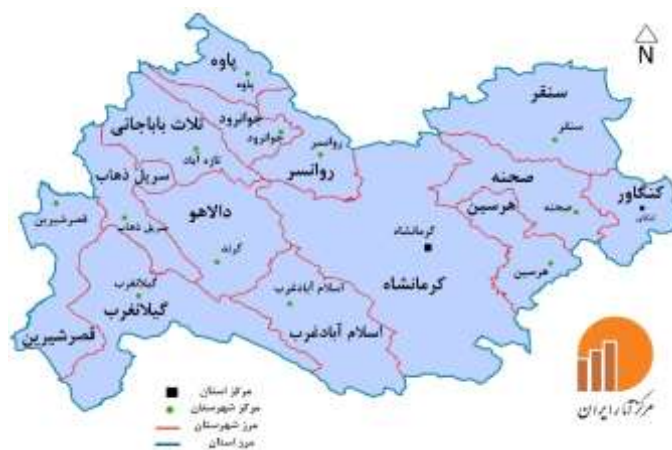 پاوه
پاوه
N
سنقر
سنقر
جوانرود
جوانرود
ثلاث باباجانی
تازه آباد
روانسر
روانسر
صحنه
صحنه
کنگاور
سرپل ذهاب
سرپل ذهاب
هرسین
هرسین
دالاهو
کرند
قصرشیرین
قصرشیرین
کرمانشاه
کرمانشاه
گیلانغرب
گیلانغرب
اسلام آبادغرب
اسلام آبادغرب
مرکز استان
مرکز شهرستان
مرز شهرستان
مرز استان
مرکز آمار ایران